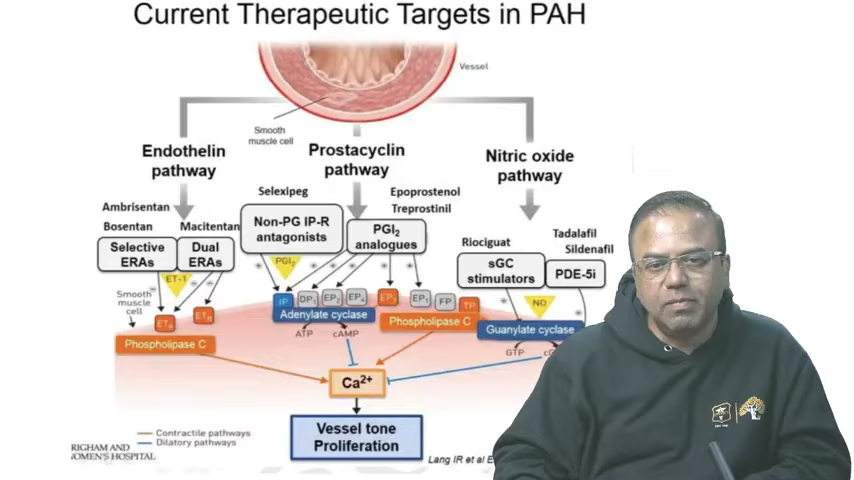 Current Therapeutic Targets in PAH
Vessel
Smooth
muscle cell
Endothelin
pathway
Prostacyclin
pathway
Nitric oxide
pathway
Selexipeg
Epoprostenol
Treprostinil
Ambrisentan
Bosentan
Macitentan
Riociguat
Tadalafil
Sildenafil
Selective
ERAs
Dual
ERAs
Non-PG IP-R
antagonists
PGI2
analogues
sGC
stimulators
PDE-5i
ET-1
PGI2
NO
Smooth
muscle
cell
IP
DP1
EP2
EP4
EP3
EP1
FP
TP
Adenylate cyclase
Phospholipase C
Guanylate cyclase
Phospholipase C
ATP
cAMP
GTP
Ca2+
Vessel tone
Proliferation
Contractile pathways
Dilatory pathways
RIGHAM AND
OMEN'S HOSPITAL
Lang IR et al E